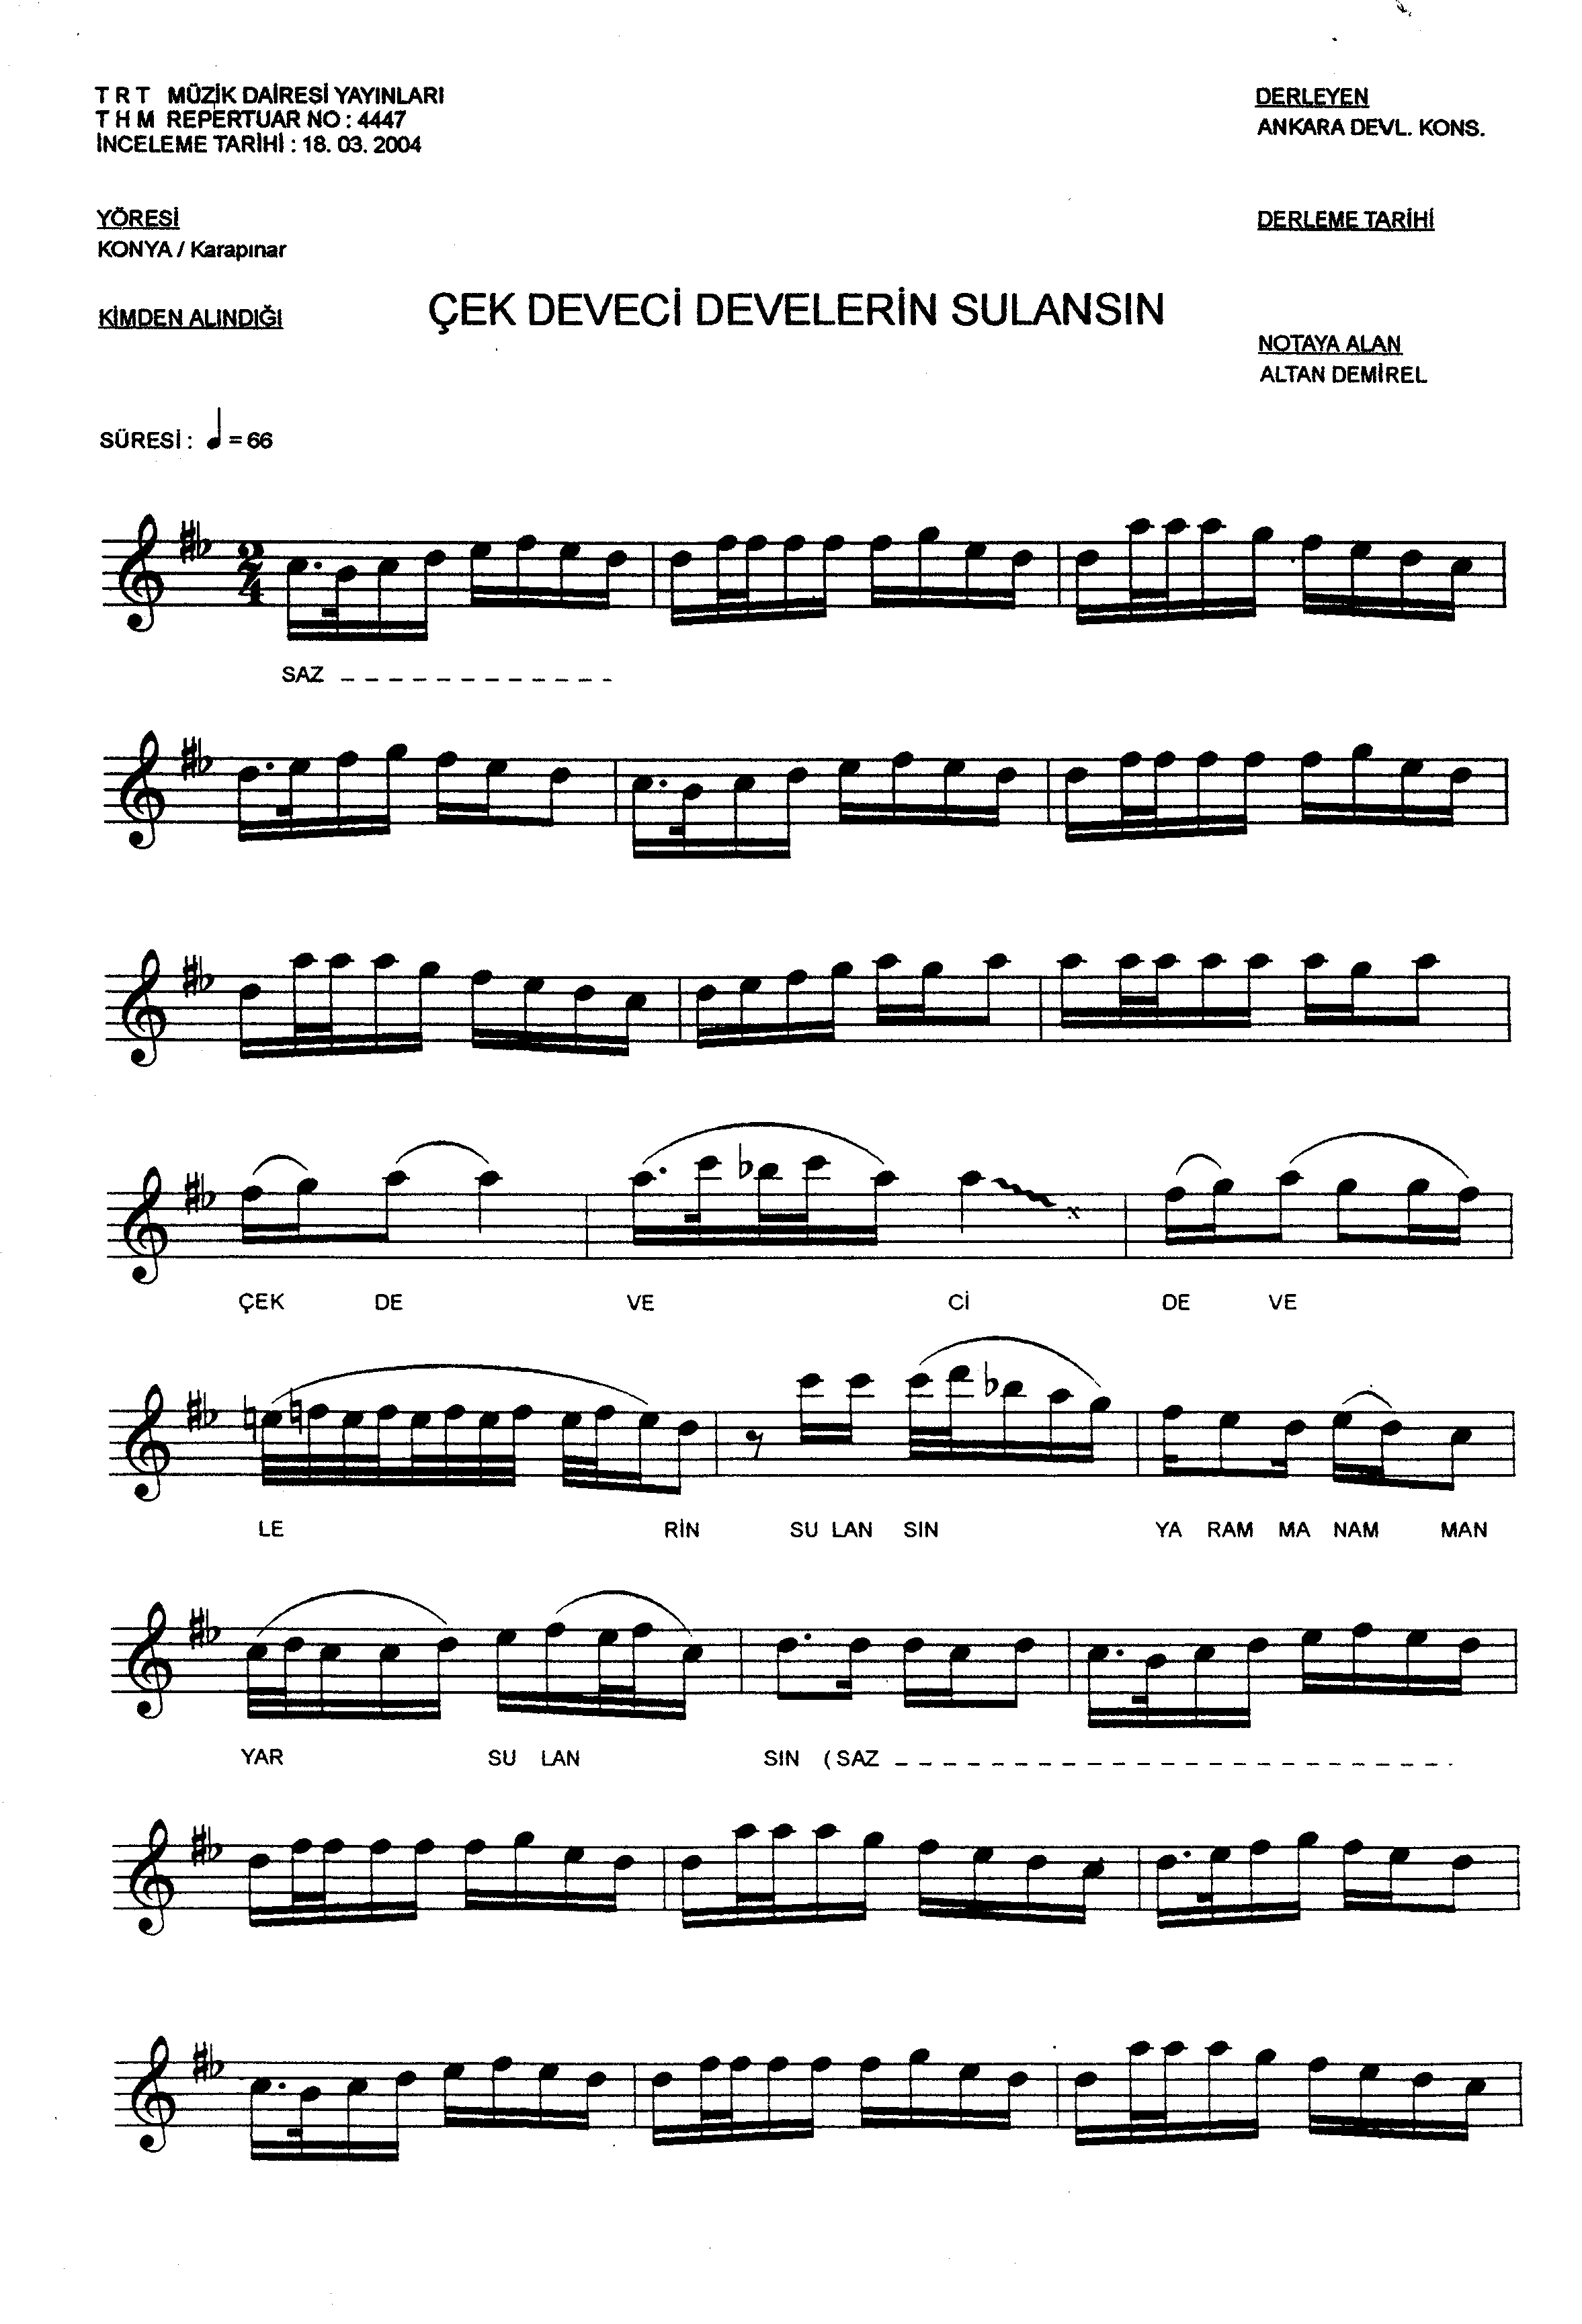 T R T MÜZİK DAİRESİ YAYINLARI
T H M REPERTUAR NO : 4447
İNCELEME TARİHİ : 18. 03. 2004
DERLEYEN
ANKARA DEVL. KONS.
YÖRESİ
KONYA / Karapınar
DERLEME TARİHİ
KİMDEN ALINDIĞI
ÇEK DEVECİ DEVELERİN SULANSIN
NOTAYA ALAN
ALTAN DEMİREL
SÜRESİ : ♩ = 66
2/4
SAZ _ _ _ _ _ _ _ _ _ _ _ _
ÇEK DE VE Cİ DE VE
LE RİN SU LAN SIN YA RAM MA NAM MAN
YAR SU LAN SIN ( SAZ _ _ _ _ _ _ _ _ _ _ _ _ _ _ _ _ _ _ _ _ _ _ _